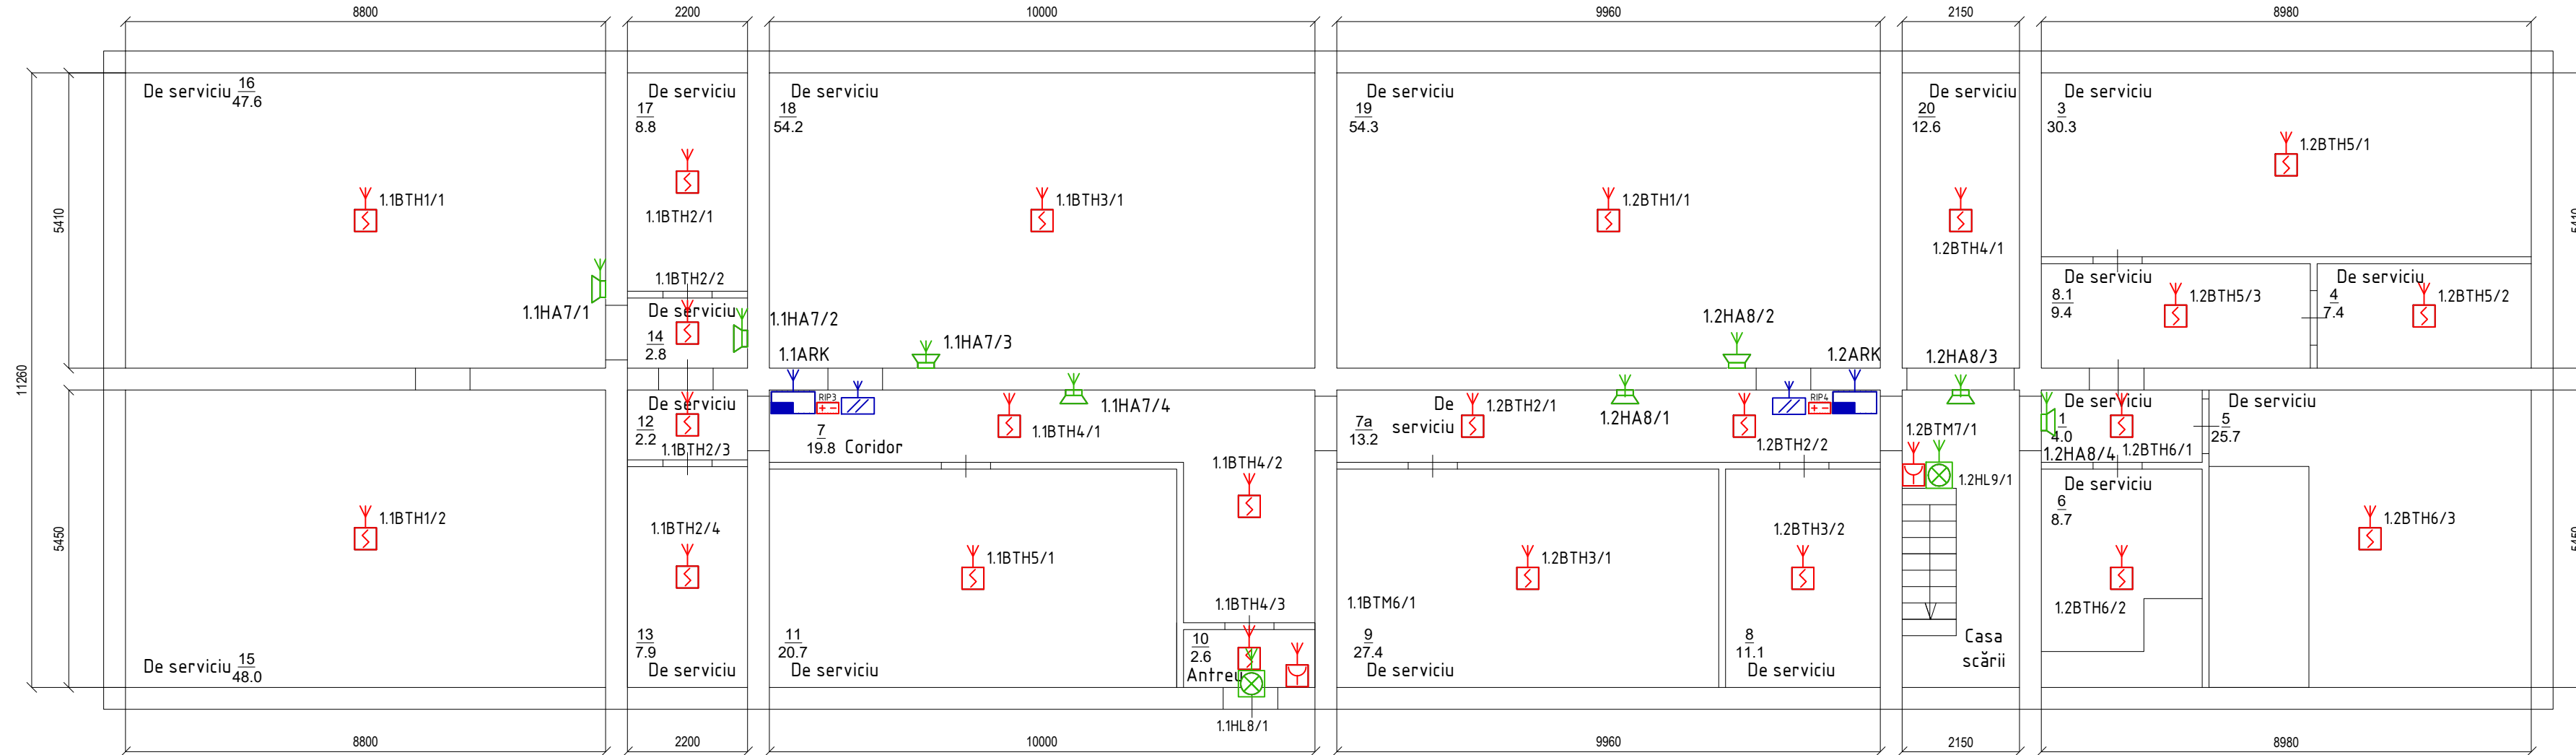 8800
2200
10000
9960
2150
8980
De serviciu 16
47.6
De serviciu
17
8.8
De serviciu
18
54.2
De serviciu
19
54.3
De serviciu
20
12.6
De serviciu
3
30.3
1.1BTH1/1
1.1BTH2/1
1.1BTH3/1
1.2BTH1/1
1.2BTH4/1
1.2BTH5/1
5410
5410
11260
1.1HA7/1
1.1BTH2/2
De serviciu
14
2.8
1.1HA7/2
1.1ARK
1.1HA7/3
1.2HA8/2
1.2ARK
1.2HA8/3
De serviciu
8.1
9.4
1.2BTH5/3
De serviciu
4
7.4
1.2BTH5/2
De serviciu
12
2.2
1.1BTH2/3
RIP3
7
19.8 Coridor
1.1BTH4/1
1.1HA7/4
1.1BTH4/2
7a
13.2
De
serviciu
1.2BTH2/1
1.2HA8/1
1.2BTH2/2
RIP4
1.2BTM7/1
1.2HL9/1
De serviciu
1
4.0
1.2HA8/4
1.2BTH6/1
De serviciu
5
25.7
De serviciu
6
8.7
1.1BTH1/2
1.1BTH2/4
1.1BTH5/1
1.1BTH4/3
1.2BTH3/1
1.2BTH3/2
1.1BTM6/1
1.2BTH6/2
1.2BTH6/3
5450
5450
De serviciu 15
48.0
13
7.9
De serviciu
11
20.7
De serviciu
10
2.6
Antreu
9
27.4
De serviciu
8
11.1
De serviciu
Casa
scării
1.1HL8/1
8800
2200
10000
9960
2150
8980